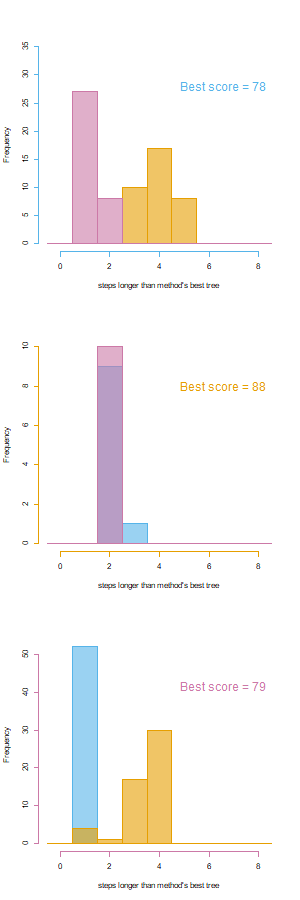 35
30
25
20
15
10
5
0
Frequency
Best score = 78
0 2 4 6 8
steps longer than method's best tree
10
8
6
4
2
0
Frequency
Best score = 88
0 2 4 6 8
steps longer than method's best tree
50
40
30
20
10
0
Frequency
Best score = 79
0 2 4 6 8
steps longer than method's best tree